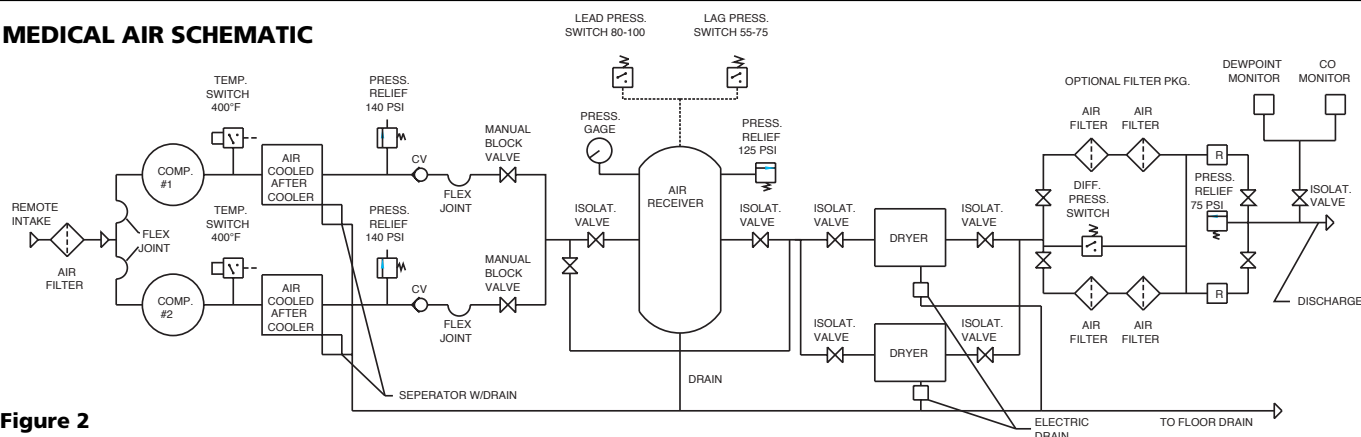 MEDICAL AIR SCHEMATIC
LEAD PRESS.
SWITCH 80-100
LAG PRESS.
SWITCH 55-75
TEMP.
SWITCH
400°F
PRESS.
RELIEF
140 PSI
MANUAL
BLOCK
VALVE
PRESS.
GAGE
PRESS.
RELIEF
125 PSI
OPTIONAL FILTER PKG.
AIR
FILTER
AIR
FILTER
DEWPOINT
MONITOR
CO
MONITOR
COMP.
#1
AIR
COOLED
AFTER
COOLER
CV
FLEX
JOINT
AIR
RECEIVER
DIFF.
PRESS.
SWITCH
R
PRESS.
RELIEF
75 PSI
ISOLAT.
VALVE
REMOTE
INTAKE
AIR
FILTER
FLEX
JOINT
TEMP.
SWITCH
400°F
PRESS.
RELIEF
140 PSI
ISOLAT.
VALVE
ISOLAT.
VALVE
ISOLAT.
VALVE
DRYER
ISOLAT.
VALVE
COMP.
#2
AIR
COOLED
AFTER
COOLER
CV
FLEX
JOINT
MANUAL
BLOCK
VALVE
R
DISCHARGE
AIR
FILTER
AIR
FILTER
ISOLAT.
VALVE
DRYER
ISOLAT.
VALVE
DRAIN
SEPERATOR W/DRAIN
ELECTRIC
DRAIN
TO FLOOR DRAIN
Figure 2